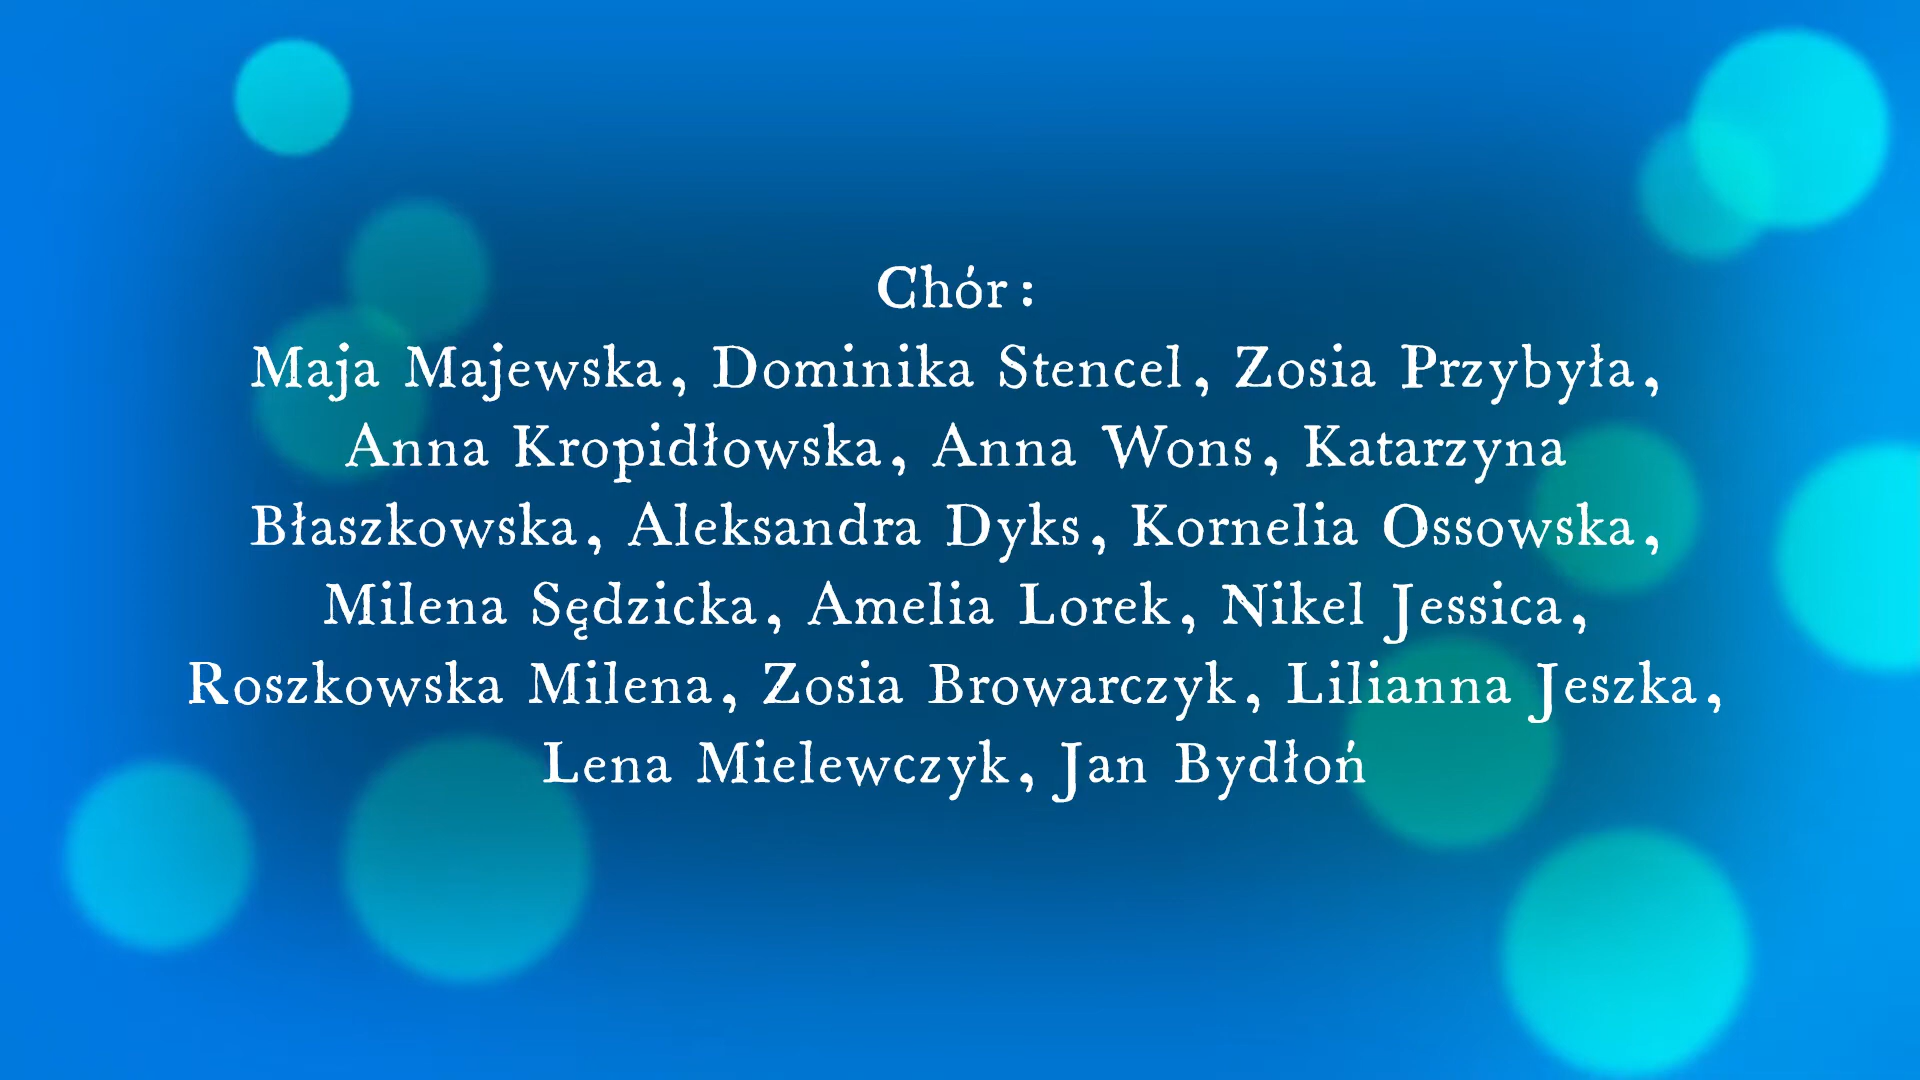 Chór:
Maja Majewska, Dominika Stencel, Zosia Przybyła,
Anna Kropidłowska, Anna Wons, Katarzyna
Błaszkowska, Aleksandra Dyks, Kornelia Ossowska,
Milena Sędzicka, Amelia Lorek, Nikel Jessica,
Roszkowska Milena, Zosia Browarczyk, Lilianna Jeszka,
Lena Mielewczyk, Jan Bydłoń